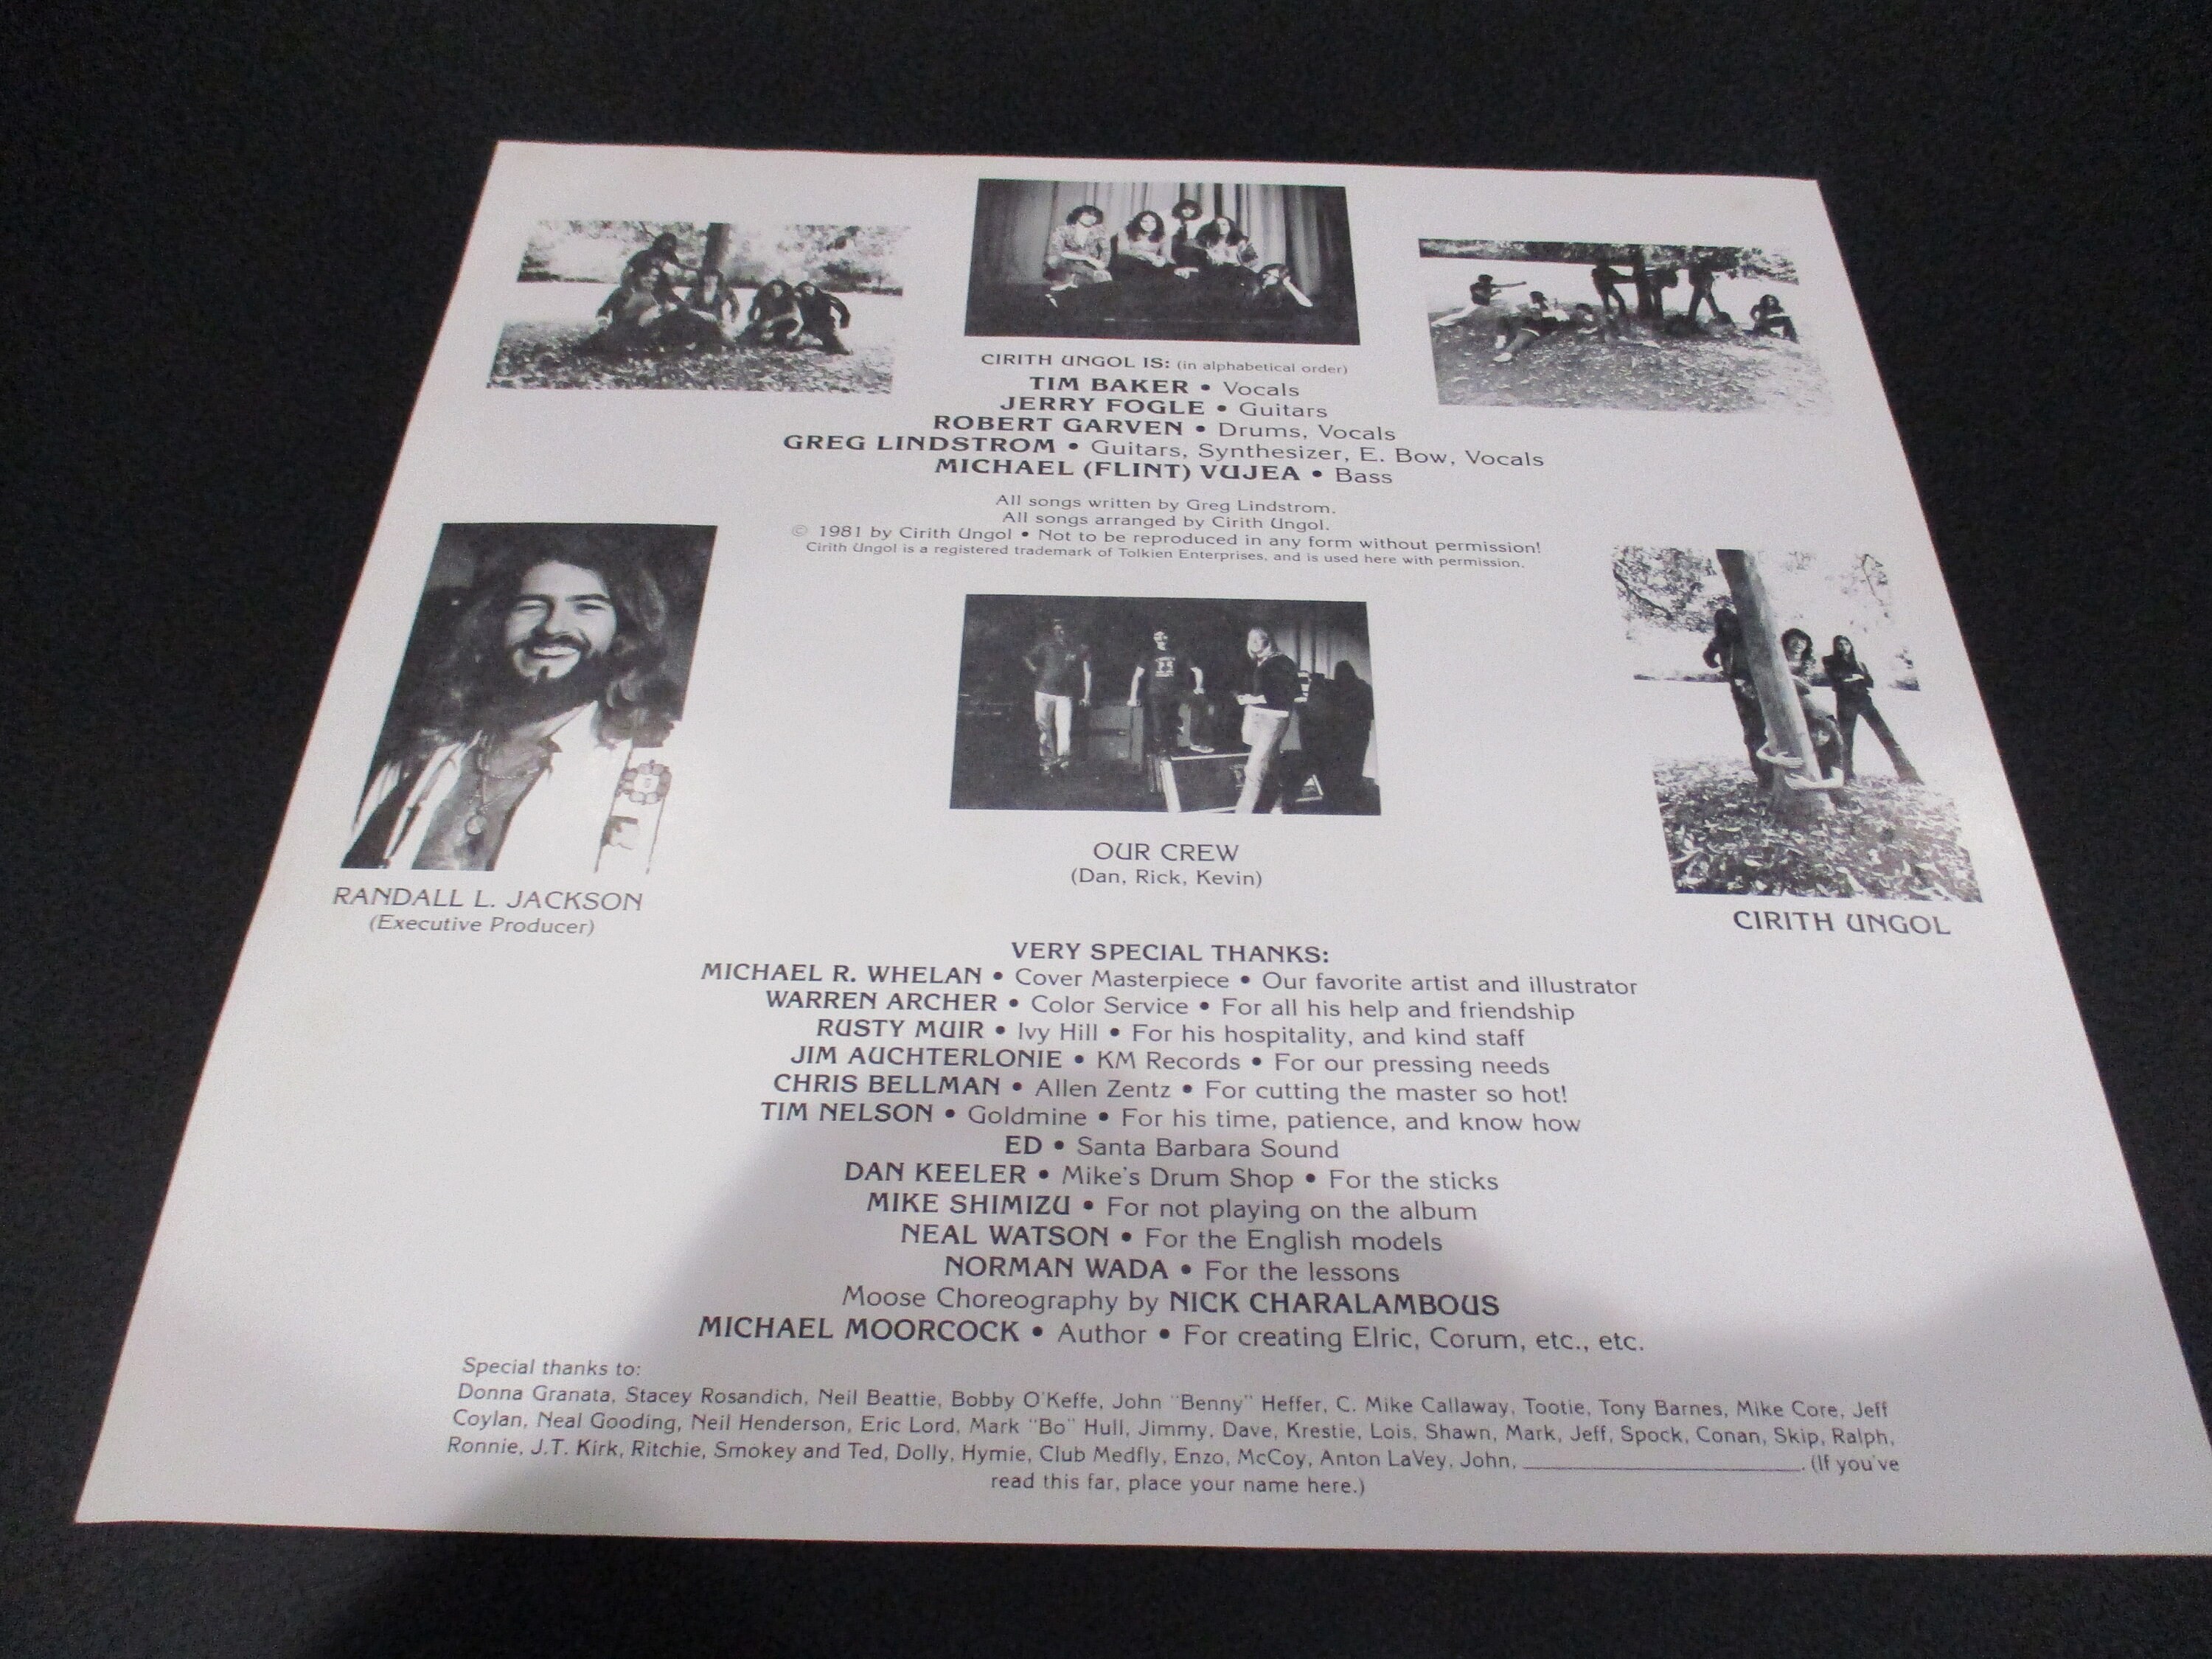 CIRITH UNGOL IS: (in alphabetical order)
TIM BAKER • Vocals
JERRY FOGLE • Guitars
ROBERT GARVEN • Drums, Vocals
GREG LINDSTROM • Guitars, Synthesizer, E. Bow, Vocals
MICHAEL (FLINT) VUJEA • Bass
All songs written by Greg Lindstrom.
All songs arranged by Cirith Ungol.
© 1981 by Cirith Ungol • Not to be reproduced in any form without permission!
Cirith Ungol is a registered trademark of Tolkien Enterprises, and is used here with permission.
RANDALL L. JACKSON
(Executive Producer)
OUR CREW
(Dan, Rick, Kevin)
CIRITH UNGOL
VERY SPECIAL THANKS:
MICHAEL R. WHELAN • Cover Masterpiece • Our favorite artist and illustrator
WARREN ARCHER • Color Service • For all his help and friendship
RUSTY MUIR • Ivy Hill • For his hospitality, and kind staff
JIM AUCHTERLONIE • KM Records • For our pressing needs
CHRIS BELLMAN • Allen Zentz • For cutting the master so hot!
TIM NELSON • Goldmine • For his time, patience, and know how
ED • Santa Barbara Sound
DAN KEELER • Mike's Drum Shop • For the sticks
MIKE SHIMIZU • For not playing on the album
NEAL WATSON • For the English models
NORMAN WADA • For the lessons
Moose Choreography by NICK CHARALAMBOUS
MICHAEL MOORCOCK • Author • For creating Elric, Corum, etc., etc.
Special thanks to:
Donna Granata, Stacey Rosandich, Neil Beattie, Bobby O'Keffe, John "Benny" Heffer, C. Mike Callaway, Tootie, Tony Barnes, Mike Core, Jeff
Coylan, Neal Gooding, Neil Henderson, Eric Lord, Mark "Bo" Hull, Jimmy, Dave, Krestie, Lois, Shawn, Mark, Jeff, Spock, Conan, Skip, Ralph,
Ronnie, J.T. Kirk, Ritchie, Smokey and Ted, Dolly, Hymie, Club Medfly, Enzo, McCoy, Anton LaVey, John, ____________________. (If you've
read this far, place your name here.)